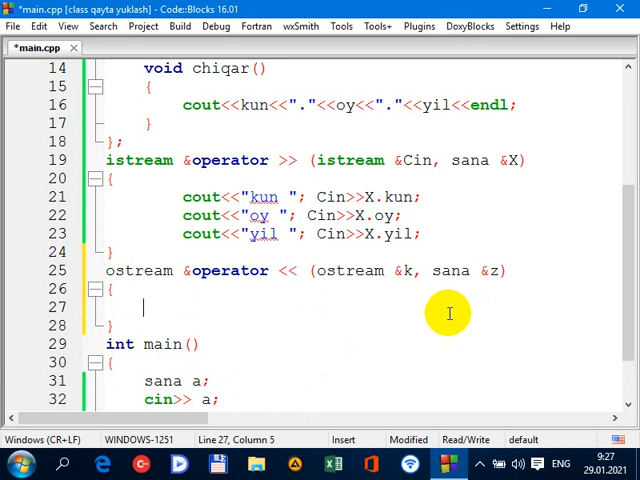 *main.cpp [class qayta yuklash] - Code::Blocks 16.01
File Edit View Search Project Build Debug Fortran wxSmith Tools Tools+ Plugins DoxyBlocks Settings Help
*main.cpp
14 void chiqar()
15 {
16 cout<<kun<<"."<<oy<<"."<<yil<<endl;
17 }
18 };
19 istream &operator >> (istream &Cin, sana &X)
20 {
21 cout<<"kun "; Cin>>X.kun;
22 cout<<"oy "; Cin>>X.oy;
23 cout<<"yil "; Cin>>X.yil;
24 }
25 ostream &operator << (ostream &k, sana &z)
26 {
27
28 }
29 int main()
30 {
31 sana a;
32 cin>> a;
Windows (CR+LF) WINDOWS-1251 Line 27, Column 5 Insert Modified Read/Write default
ENG
9:27
29.01.2021